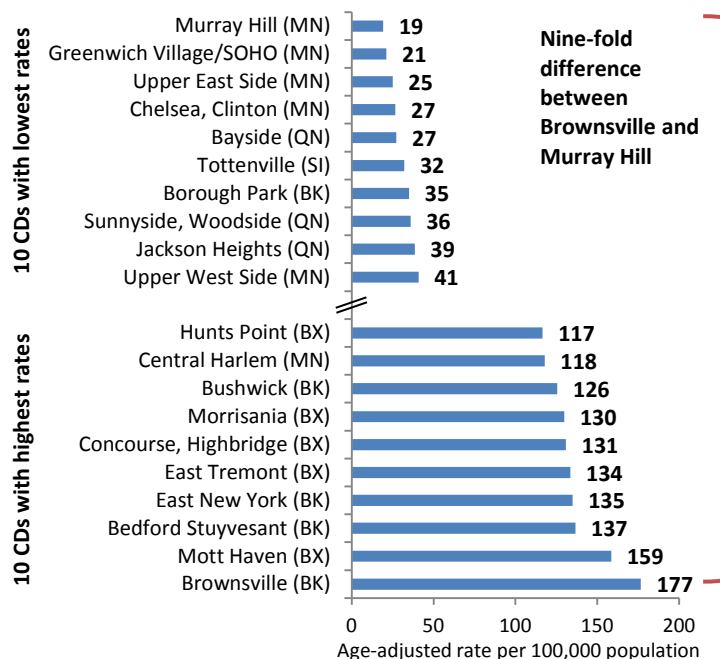 10 CDs with lowest rates
Murray Hill (MN) 19
Greenwich Village/SOHO (MN) 21
Upper East Side (MN) 25
Chelsea, Clinton (MN) 27
Bayside (QN) 27
Tottenville (SI) 32
Borough Park (BK) 35
Sunnyside, Woodside (QN) 36
Jackson Heights (QN) 39
Upper West Side (MN) 41
Nine-fold
difference
between
Brownsville and
Murray Hill
10 CDs with highest rates
Hunts Point (BX) 117
Central Harlem (MN) 118
Bushwick (BK) 126
Morrisania (BX) 130
Concourse, Highbridge (BX) 131
East Tremont (BX) 134
East New York (BK) 135
Bedford Stuyvesant (BK) 137
Mott Haven (BX) 159
Brownsville (BK) 177
0 50 100 150 200
Age-adjusted rate per 100,000 population